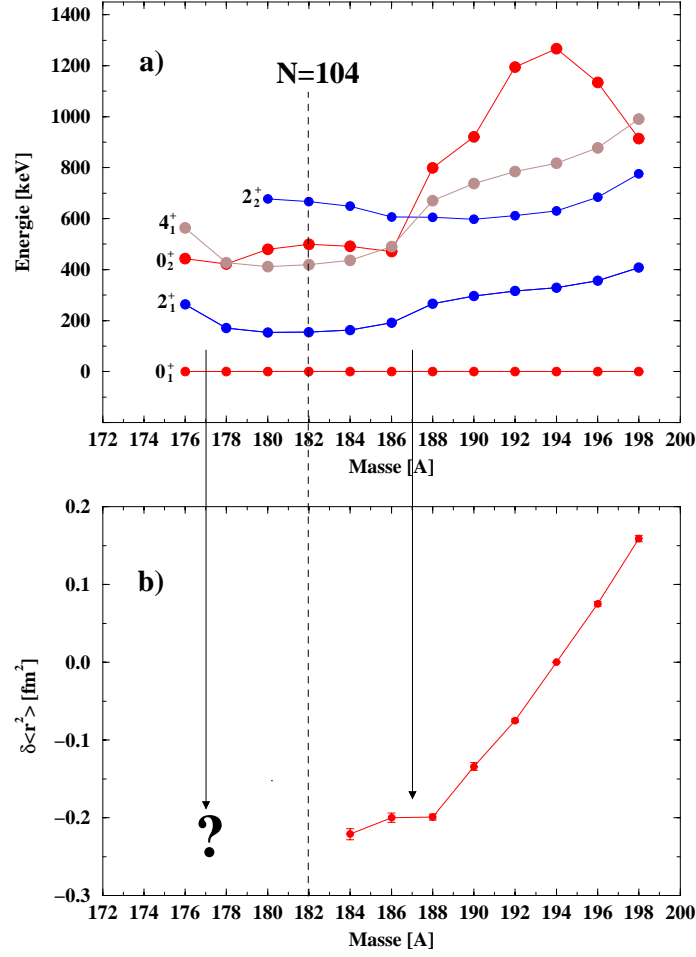 1400
1200
1000
800
600
400
200
0
Energie [keV]
a)
N=104
2₂⁺
4₁⁺
0₂⁺
2₁⁺
0₁⁺
172 174 176 178 180 182 184 186 188 190 192 194 196 198 200
Masse [A]
0.2
0.1
0.0
−0.1
−0.2
−0.3
δ<r²> [fm²]
b)
?
172 174 176 178 180 182 184 186 188 190 192 194 196 198 200
Masse [A]